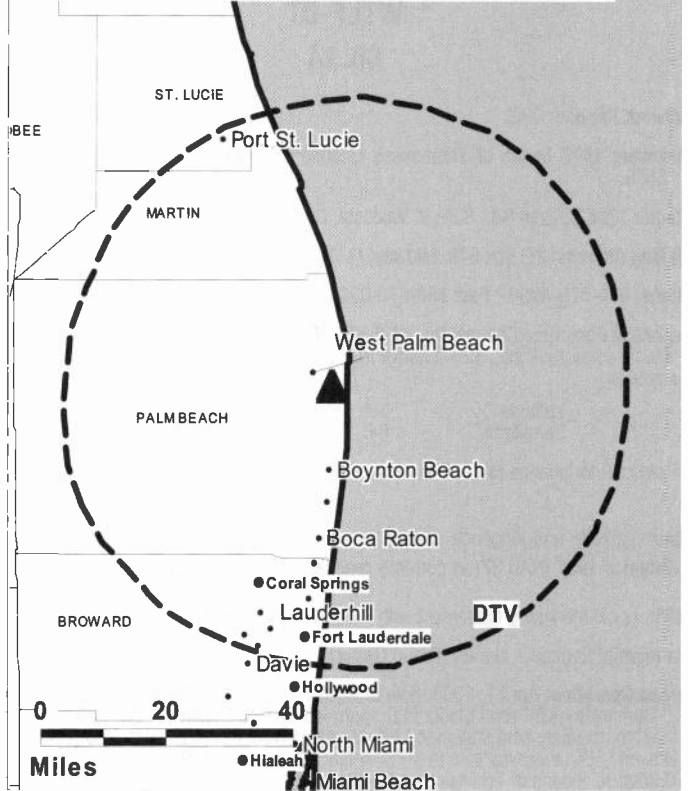 ST. LUCIE
BEE
Port St. Lucie
MARTIN
West Palm Beach
PALM BEACH
Boynton Beach
Boca Raton
Coral Springs
Lauderhill
BROWARD
DTV
Fort Lauderdale
Davie
Hollywood
0 20 40
North Miami
Miles
Hialeah
Miami Beach